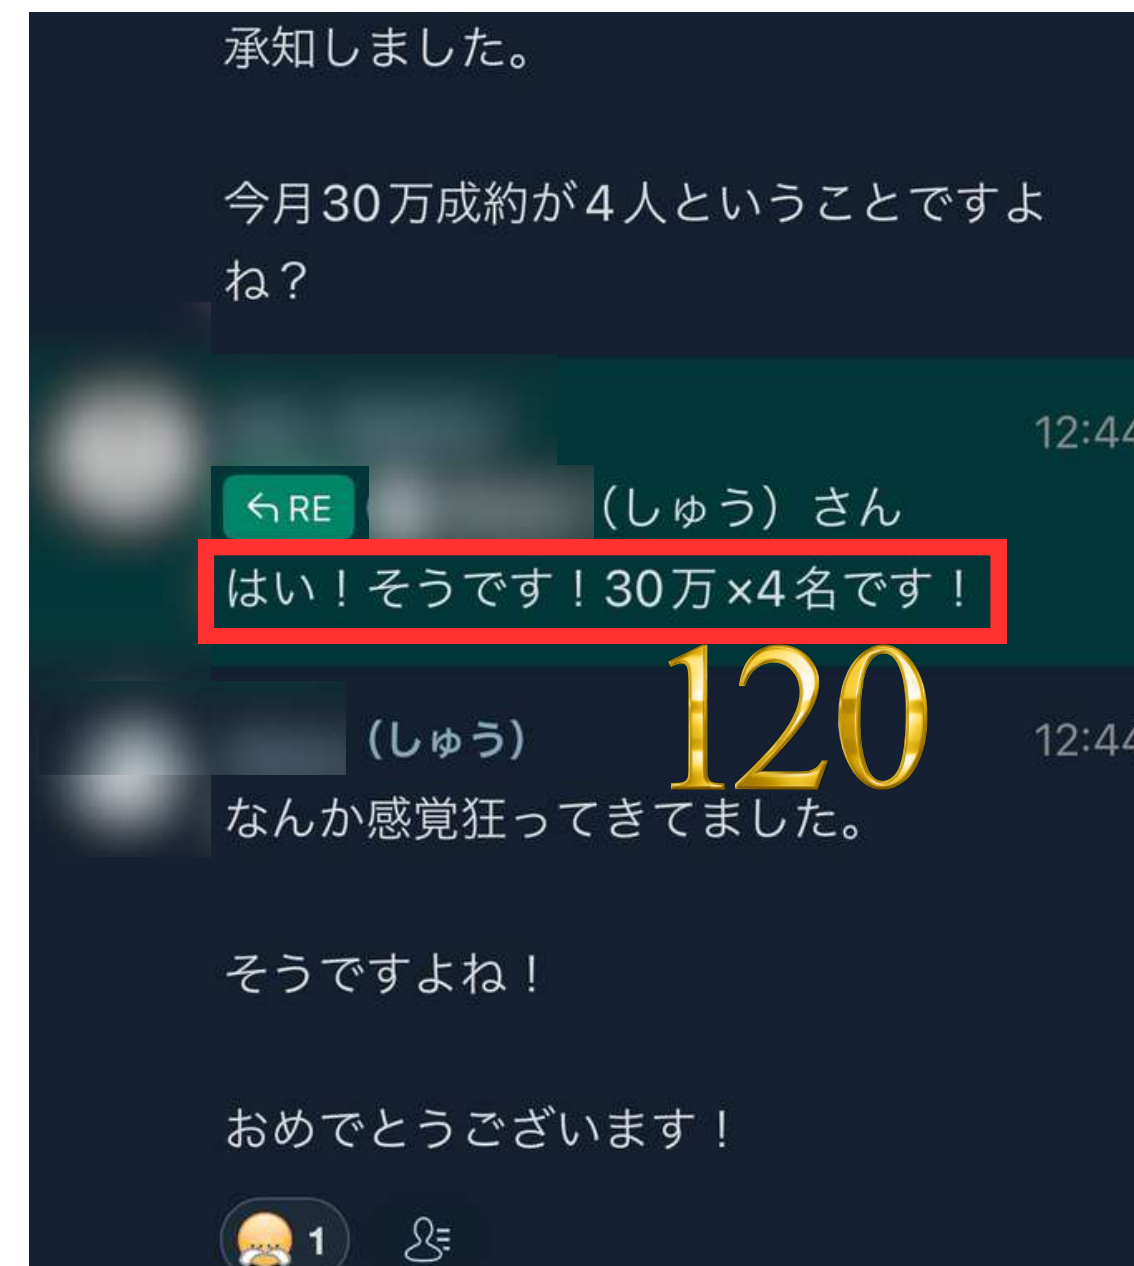 承知しました。
今月30万成約が4人ということですよ
ね？
12:44
RE （しゅう）さん
はい！そうです！30万×4名です！
120
（しゅう） 12:44
なんか感覚狂ってきてました。
そうですよね！
おめでとうございます！
1